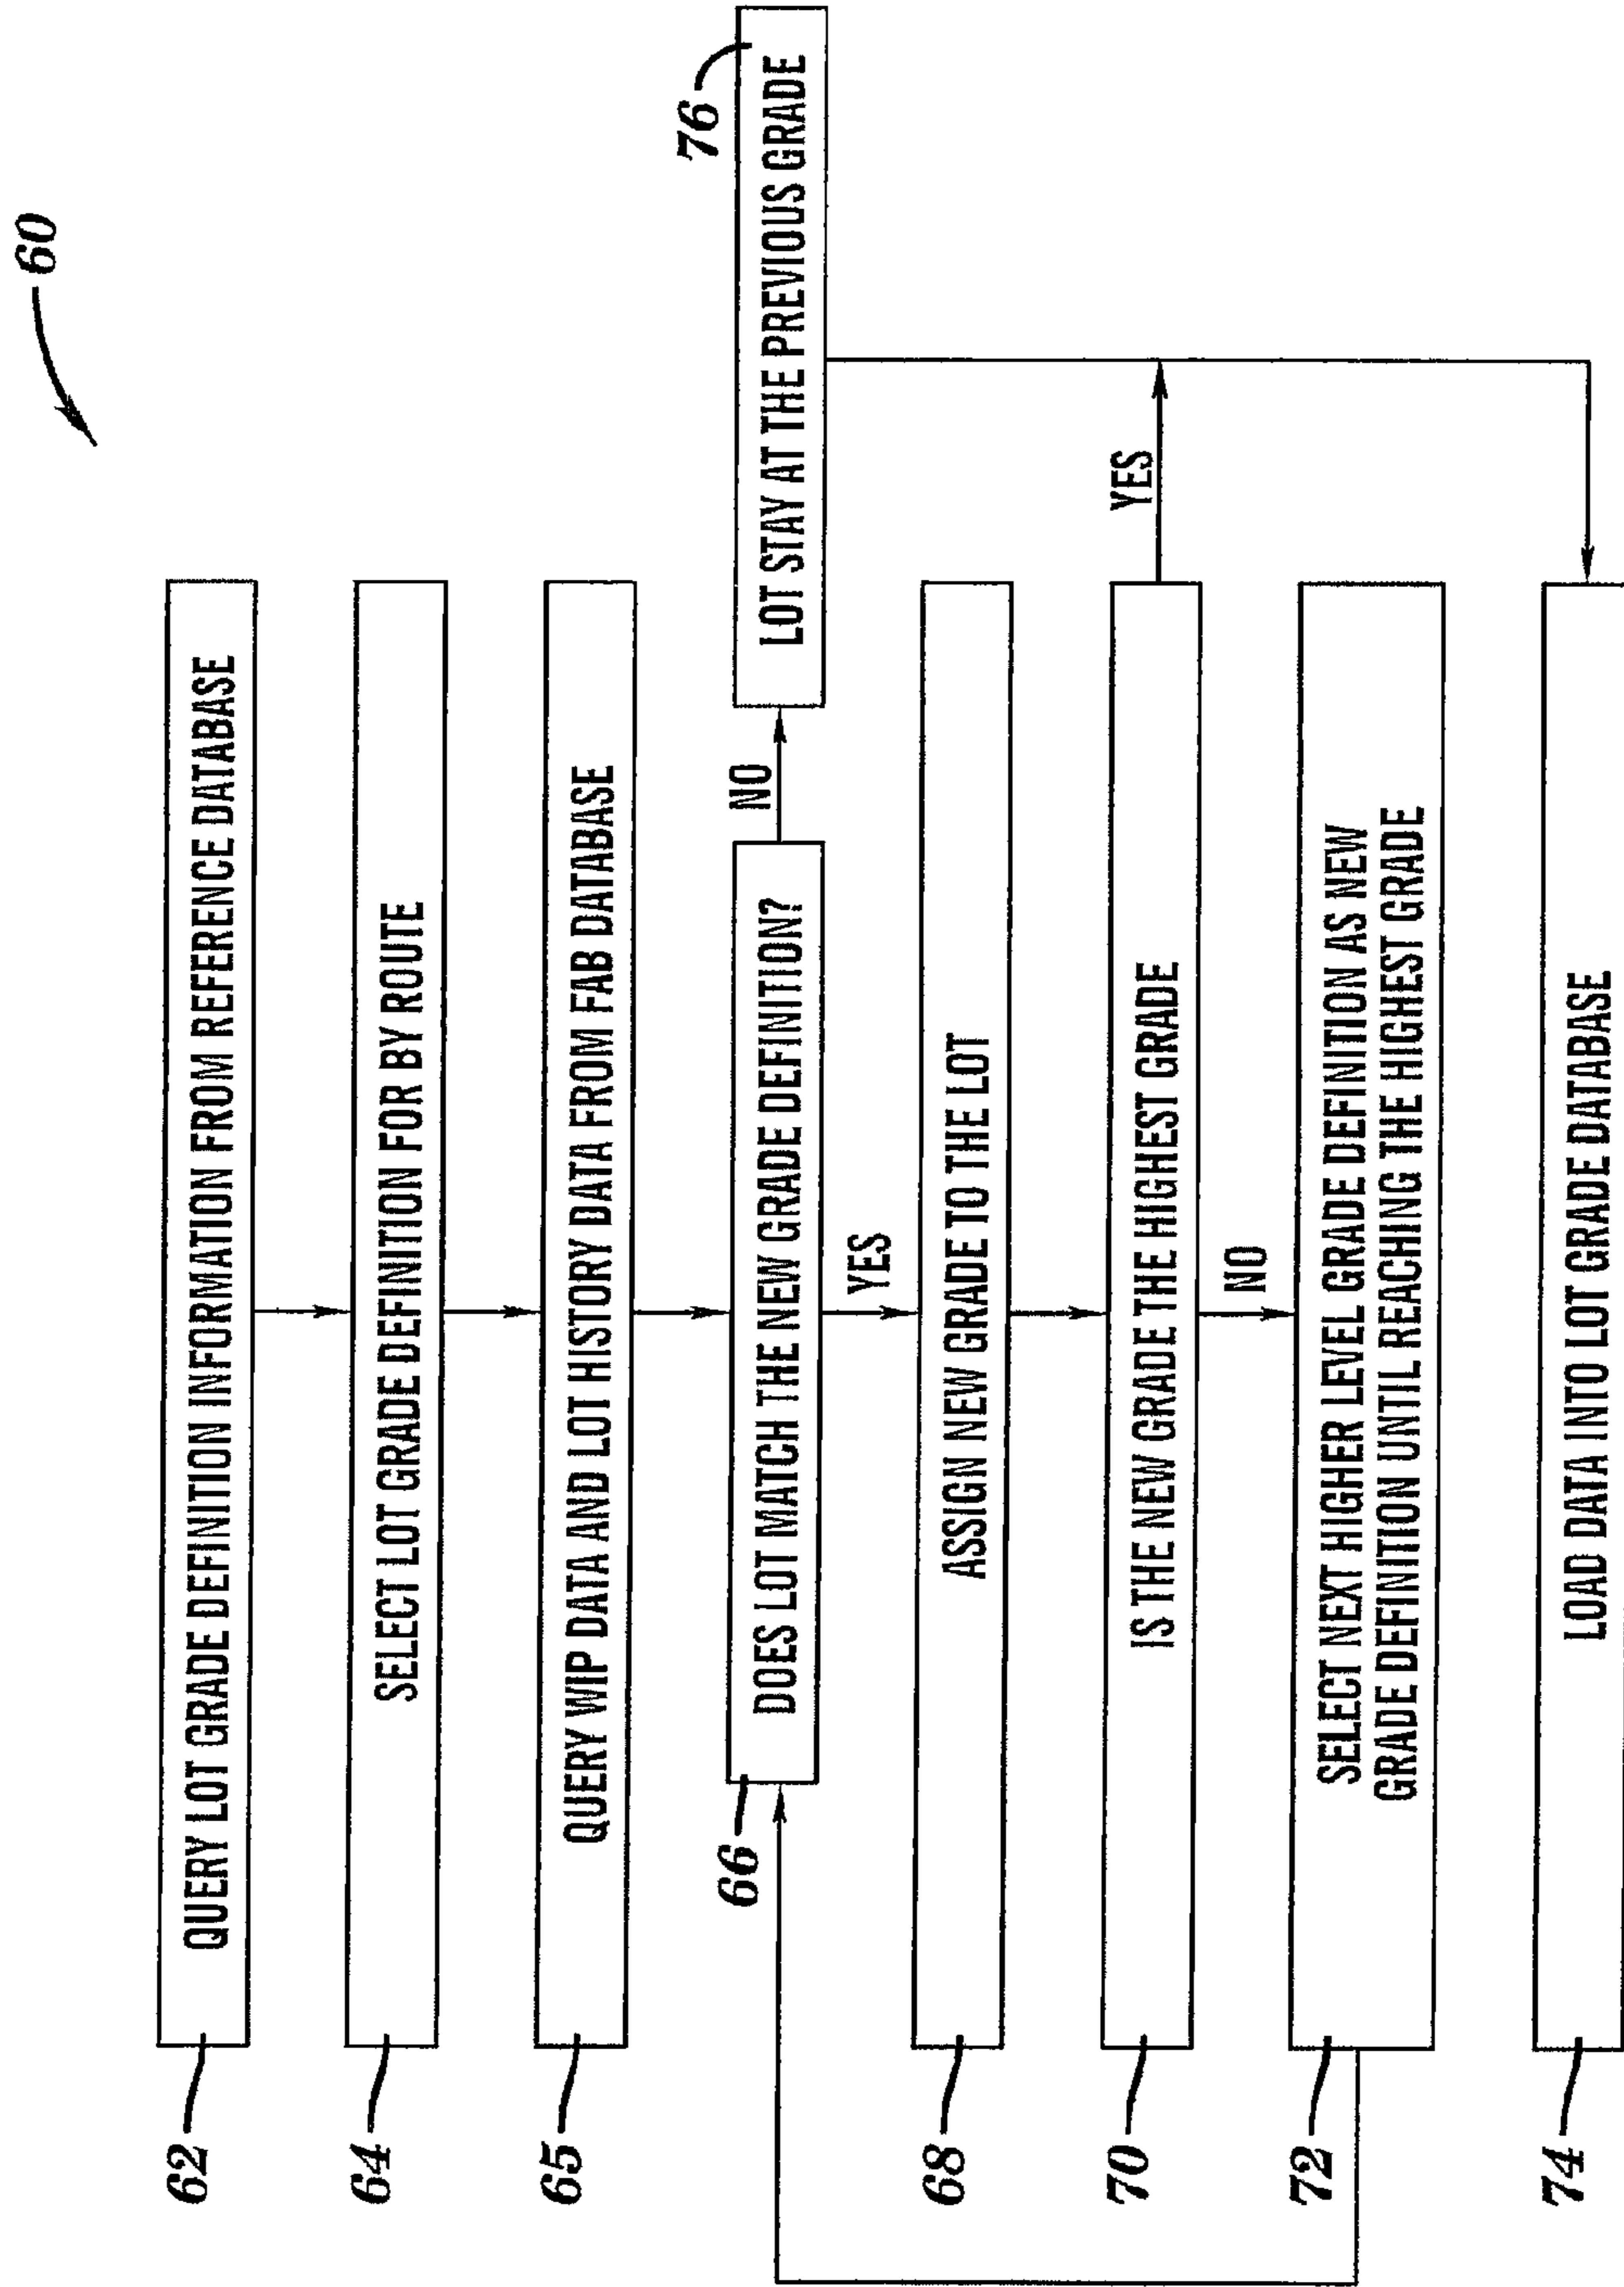 60
62
QUERY LOT GRADE DEFINITION INFORMATION FROM REFERENCE DATABASE
64
SELECT LOT GRADE DEFINITION FOR BY ROUTE
65
QUERY WIP DATA AND LOT HISTORY DATA FROM FAB DATABASE
66
DOES LOT MATCH THE NEW GRADE DEFINITION?
NO
76
LOT STAY AT THE PREVIOUS GRADE
YES
68
ASSIGN NEW GRADE TO THE LOT
70
IS THE NEW GRADE THE HIGHEST GRADE
YES
NO
72
SELECT NEXT HIGHER LEVEL GRADE DEFINITION AS NEW
GRADE DEFINITION UNTIL REACHING THE HIGHEST GRADE
74
LOAD DATA INTO LOT GRADE DATABASE